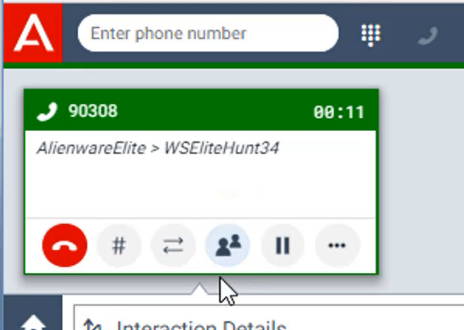 Enter phone number
90308 00:11
AlienwareElite > WSEliteHunt34
#
Interaction Details